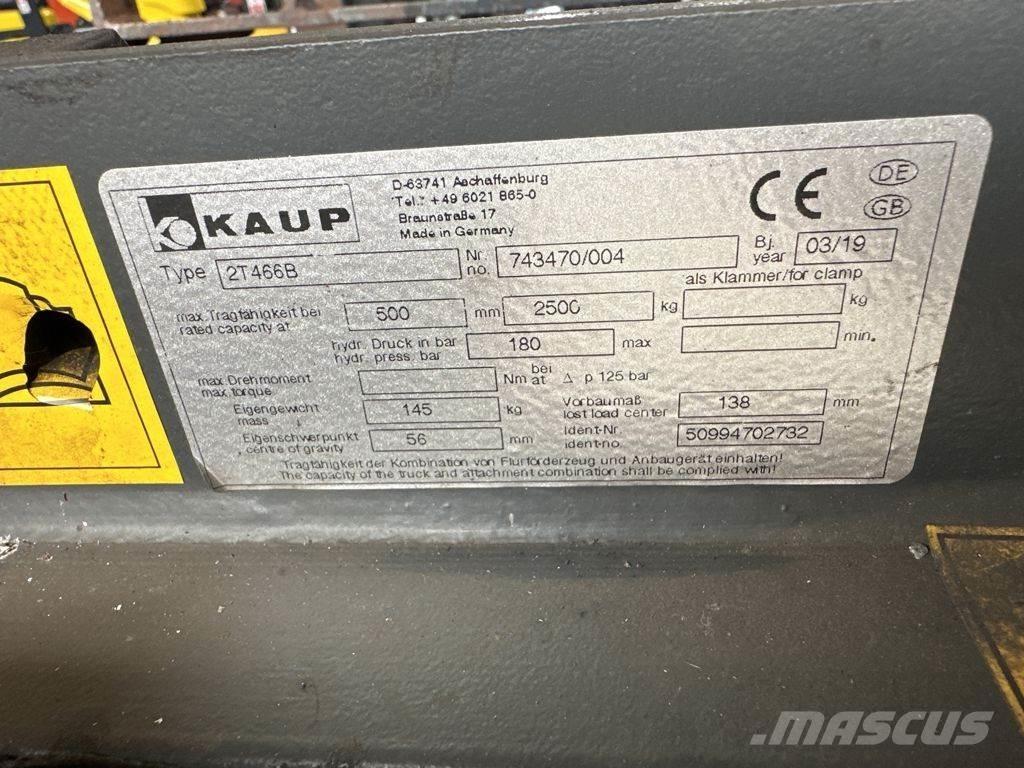 KAUP
D-63741 Aschaffenburg
Tel.: +49 6021 865-0
Braunstraße 17
Made in Germany
CE
DE
GB
Type 2T466B
Nr no. 743470/004
Bj. year 03/19
als Klammer/for clamp
max. Tragfähigkeit bei
rated capacity at
500 mm 2500 kg
kg
hydr. Druck in bar
hydr. press. bar
180 max
min.
max. Drehmoment
max. torque
Nm bei at Δ p 125 bar
Eigengewicht
mass
145 kg
Vorbaumaß
lost load center
138 mm
Eigenschwerpunkt
centre of gravity
56 mm
Ident-Nr.
ident-no.
50994702732
Tragfähigkeit der Kombination von Flurförderzeug und Anbaugerät einhalten!
The capacity of the truck and attachment combination shall be complied with!
MASCUS